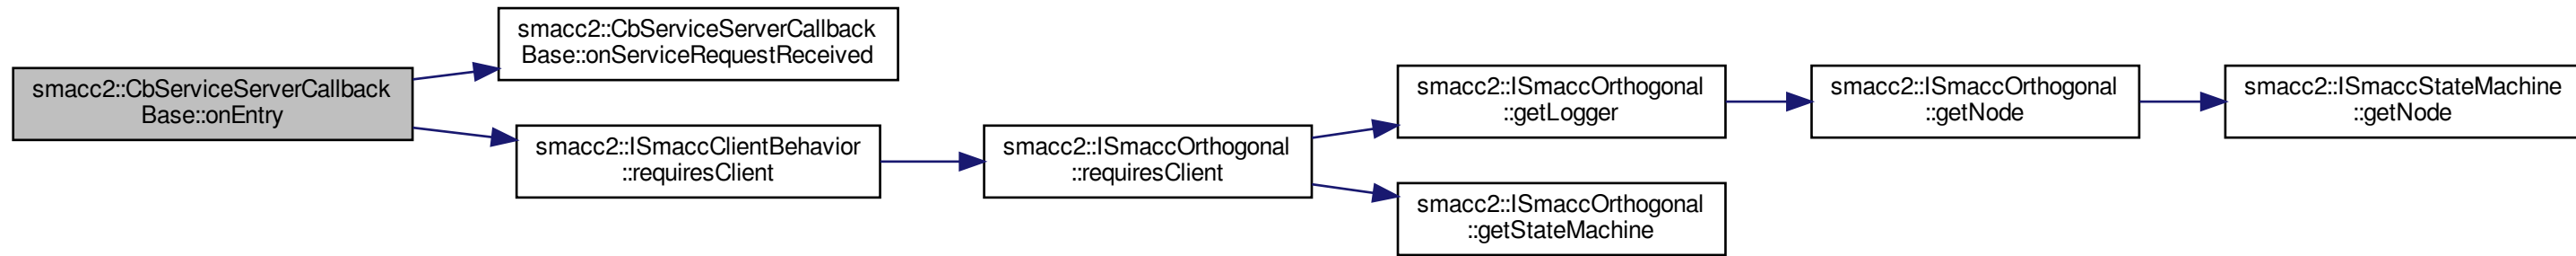 smacc2::CbServiceServerCallback
Base::onEntry
smacc2::CbServiceServerCallback
Base::onServiceRequestReceived
smacc2::ISmaccClientBehavior
::requiresClient
smacc2::ISmaccOrthogonal
::requiresClient
smacc2::ISmaccOrthogonal
::getLogger
smacc2::ISmaccOrthogonal
::getStateMachine
smacc2::ISmaccOrthogonal
::getNode
smacc2::ISmaccStateMachine
::getNode